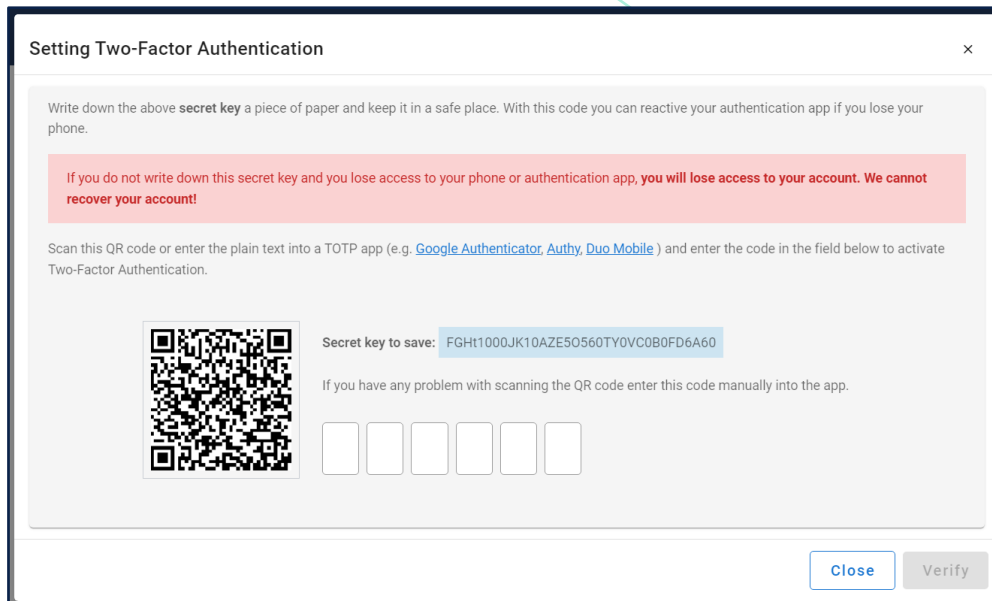 Setting Two-Factor Authentication
×
Write down the above secret key a piece of paper and keep it in a safe place. With this code you can reactive your authentication app if you lose your
phone.
If you do not write down this secret key and you lose access to your phone or authentication app, you will lose access to your account. We cannot
recover your account!
Scan this QR code or enter the plain text into a TOTP app (e.g. Google Authenticator, Authy, Duo Mobile ) and enter the code in the field below to activate
Two-Factor Authentication.
Secret key to save: FGHt1000JK10AZE5O560TY0VC0B0FD6A60
If you have any problem with scanning the QR code enter this code manually into the app.
Close Verify